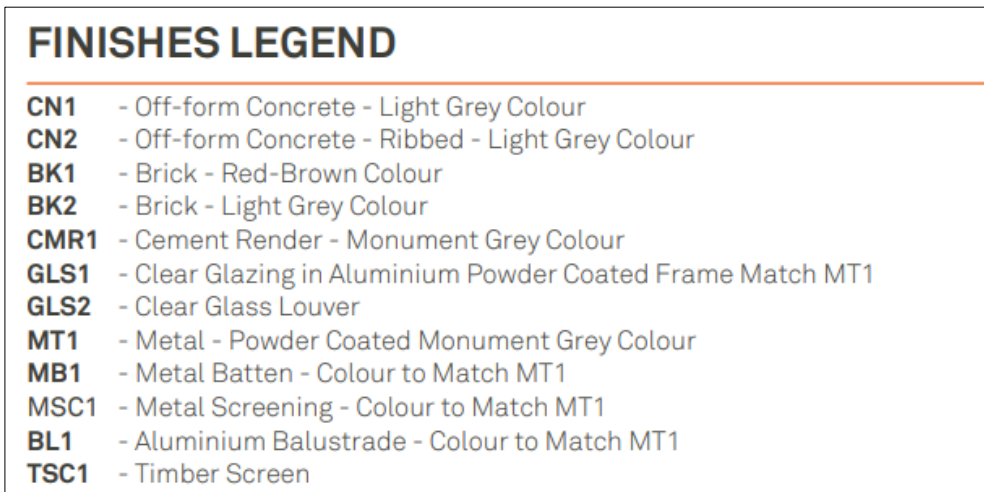 FINISHES LEGEND
CN1 - Off-form Concrete - Light Grey Colour
CN2 - Off-form Concrete - Ribbed - Light Grey Colour
BK1 - Brick - Red-Brown Colour
BK2 - Brick - Light Grey Colour
CMR1 - Cement Render - Monument Grey Colour
GLS1 - Clear Glazing in Aluminium Powder Coated Frame Match MT1
GLS2 - Clear Glass Louver
MT1 - Metal - Powder Coated Monument Grey Colour
MB1 - Metal Batten - Colour to Match MT1
MSC1 - Metal Screening - Colour to Match MT1
BL1 - Aluminium Balustrade - Colour to Match MT1
TSC1 - Timber Screen